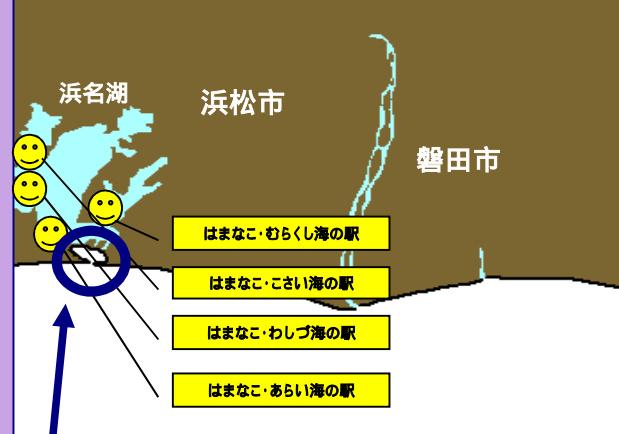 浜名湖
浜松市
磐田市
はまなこ・むらくし海の駅
はまなこ・こさい海の駅
はまなこ・わしづ海の駅
はまなこ・あらい海の駅